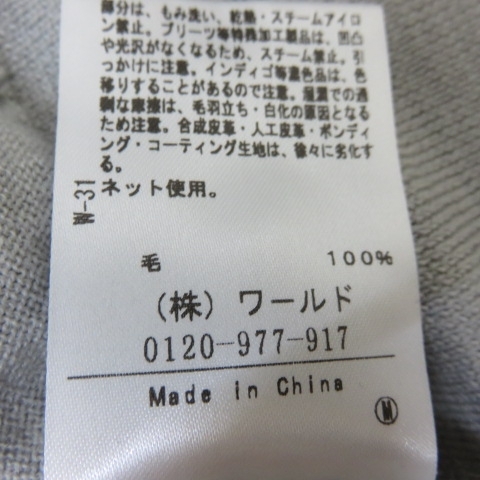 部分は、もみ洗い、乾熱・スチームアイロ
ン禁止。プリーツ等特殊加工製品は、凹凸
や光沢がなくなるため、スチーム禁止。引
っかけに注意。インディゴ等濃色品は、色
移りすることがあるので注意。湿潤での過
剰な摩擦は、毛羽立ち・白化の原因となる
ため注意。合成皮革・人工皮革・ボンディ
ング・コーティング生地は、徐々に劣化す
る。
W-31
ネット使用。
毛 100%
(株) ワールド
0120-977-917
Made in China
M